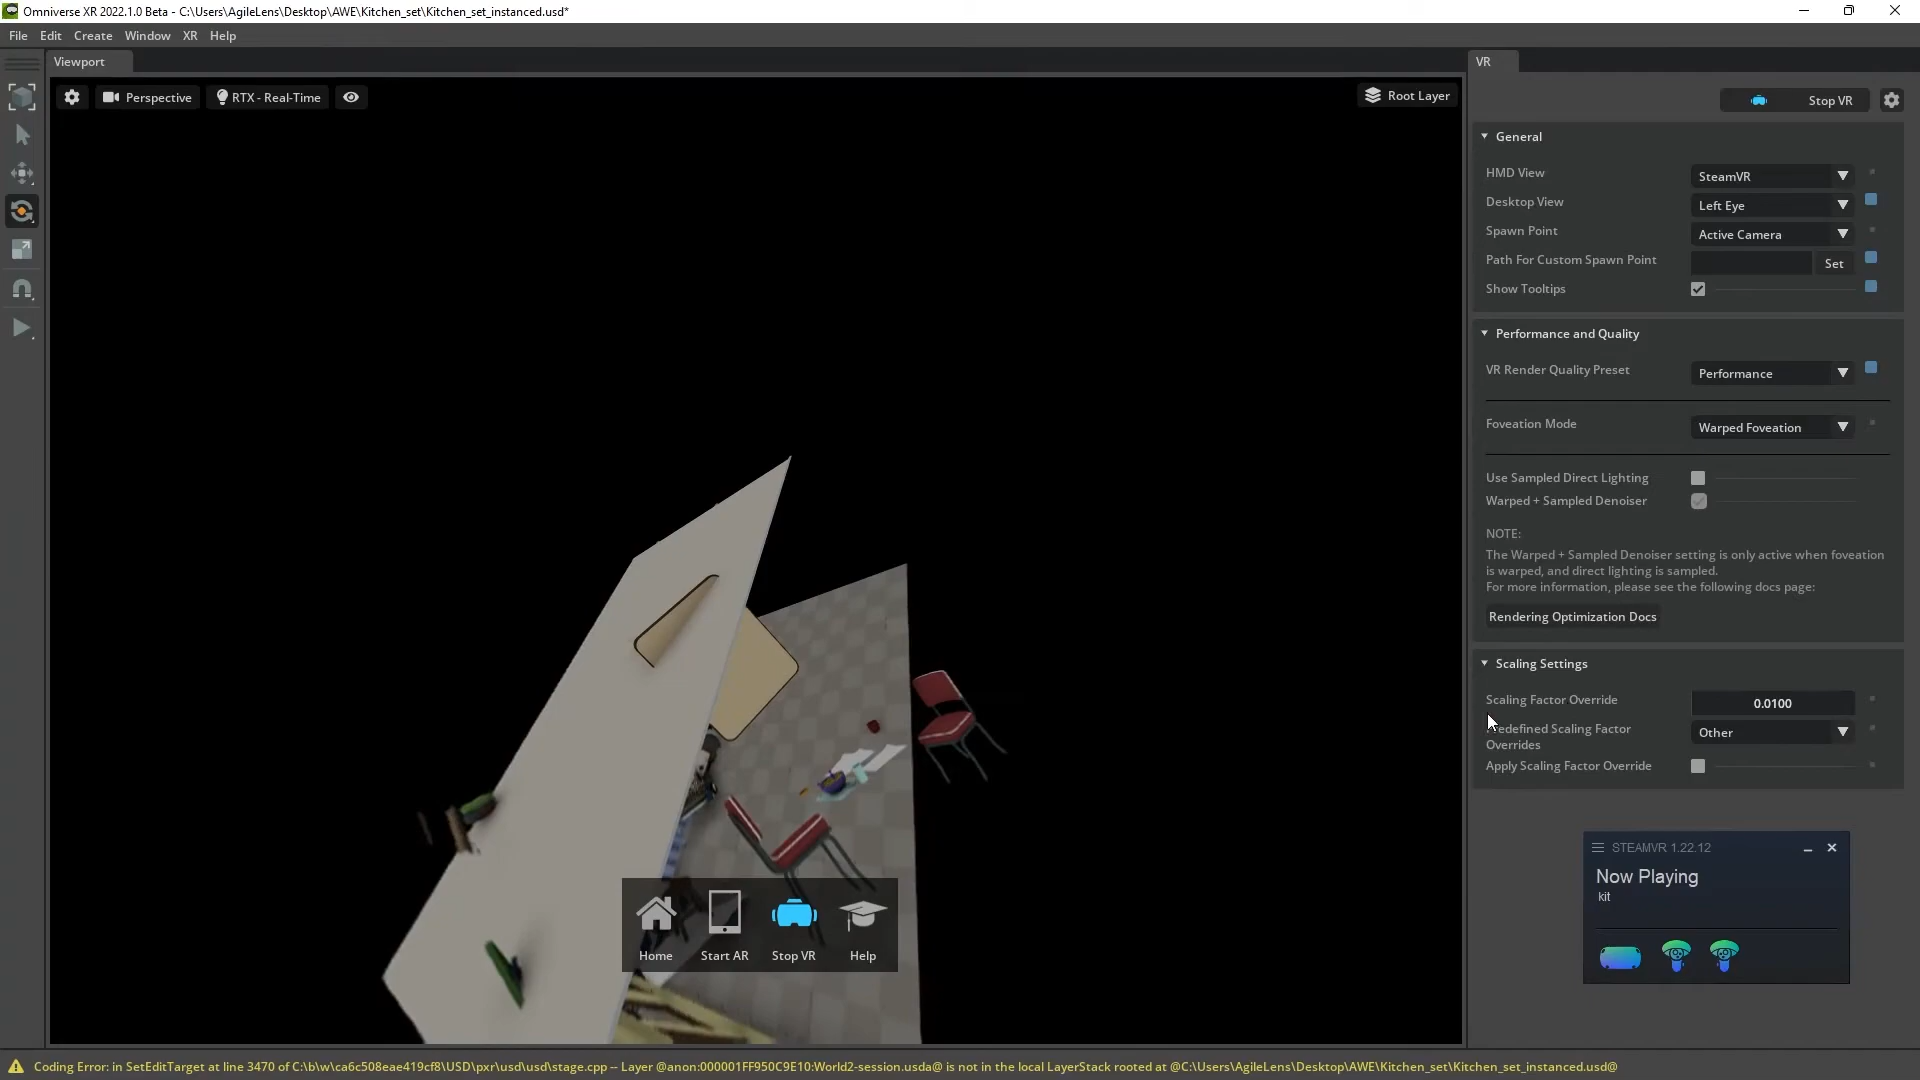 Omniverse XR 2022.1.0 Beta - C:\Users\AgileLens\Desktop\AWE\Kitchen_set\Kitchen_set_instanced.usd*
File Edit Create Window XR Help
Viewport
Perspective
RTX - Real-Time
Root Layer
VR
Stop VR
General
HMD View SteamVR
Desktop View Left Eye
Spawn Point Active Camera
Path For Custom Spawn Point Set
Show Tooltips
Performance and Quality
VR Render Quality Preset Performance
Foveation Mode Warped Foveation
Use Sampled Direct Lighting
Warped + Sampled Denoiser
NOTE:
The Warped + Sampled Denoiser setting is only active when foveation
is warped, and direct lighting is sampled.
For more information, please see the following docs page:
Rendering Optimization Docs
Scaling Settings
Scaling Factor Override 0.0100
redefined Scaling Factor
Overrides
Other
Apply Scaling Factor Override
STEAMVR 1.22.12
Now Playing
kit
Home Start AR Stop VR Help
Coding Error: in SetEditTarget at line 3470 of C:\b\w\ca6c508eae419cf8\USD\pxr\usd\usd\stage.cpp -- Layer @anon:000001FF950C9E10:World2-session.usda@ is not in the local LayerStack rooted at @C:\Users\AgileLens\Desktop\AWE\Kitchen_set\Kitchen_set_instanced.usd@